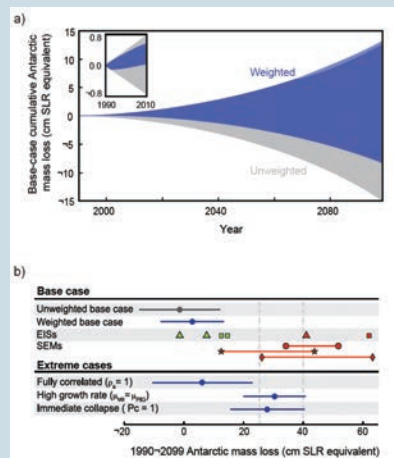 a)
Base-case cumulative Antarctic
mass loss (cm SLR equivalent)
15
10
5
0
−5
−10
¬15
0.8
0.0
−0.8
1990
2010
Weighted
Unweighted
2000
2040
2080
Year
b)
Base case
Unweighted base case
Weighted base case
EISs
SEMs
Extreme cases
Fully correlated (
= 1)
High growth rate (
Immediate collapse ( Pc = 1)
−20
0
20
40
60
1990¬2099 Antarctic mass loss (cm SLR equivalent)